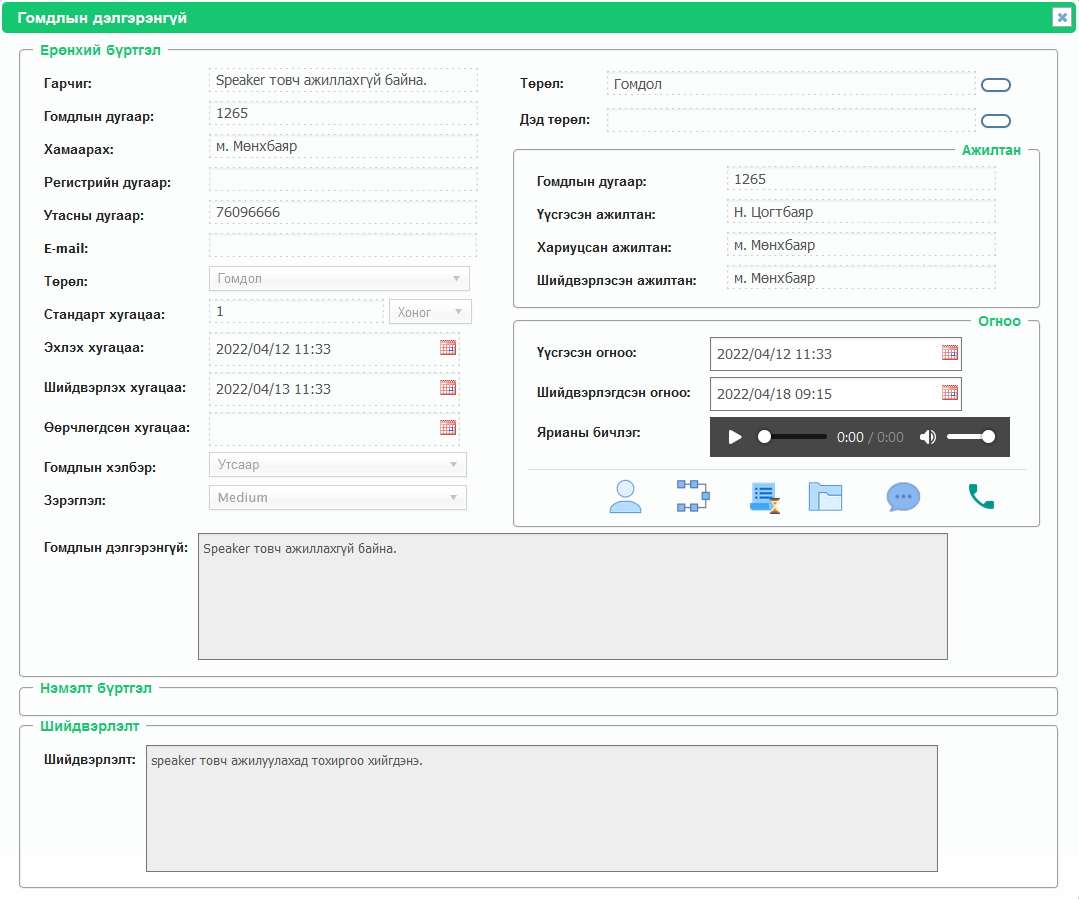 Гомдлын дэлгэрэнгүй
Ерөнхий бүртгэл
Гарчиг: Speaker товч ажиллахгүй байна.
Гомдлын дугаар: 1265
Хамаарах: м. Мөнхбаяр
Регистрийн дугаар:
Утасны дугаар: 76096666
E-mail:
Төрөл: Гомдол
Стандарт хугацаа: 1 Хоног
Эхлэх хугацаа: 2022/04/12 11:33
Шийдвэрлэх хугацаа: 2022/04/13 11:33
Өөрчлөгдсөн хугацаа:
Гомдлын хэлбэр: Утсаар
Зэрэглэл: Medium
Төрөл: Гомдол
Дэд төрөл:
Ажилтан
Гомдлын дугаар: 1265
Үүсгэсэн ажилтан: Н. Цогтбаяр
Хариуцсан ажилтан: м. Мөнхбаяр
Шийдвэрлэсэн ажилтан: м. Мөнхбаяр
Огноо
Үүсгэсэн огноо: 2022/04/12 11:33
Шийдвэрлэгдсэн огноо: 2022/04/18 09:15
Ярианы бичлэг: 0:00 / 0:00
Гомдлын дэлгэрэнгүй: Speaker товч ажиллахгүй байна.
Нэмэлт бүртгэл
Шийдвэрлэлт
Шийдвэрлэлт: speaker товч ажилуулахад тохиргоо хийгдэнэ.